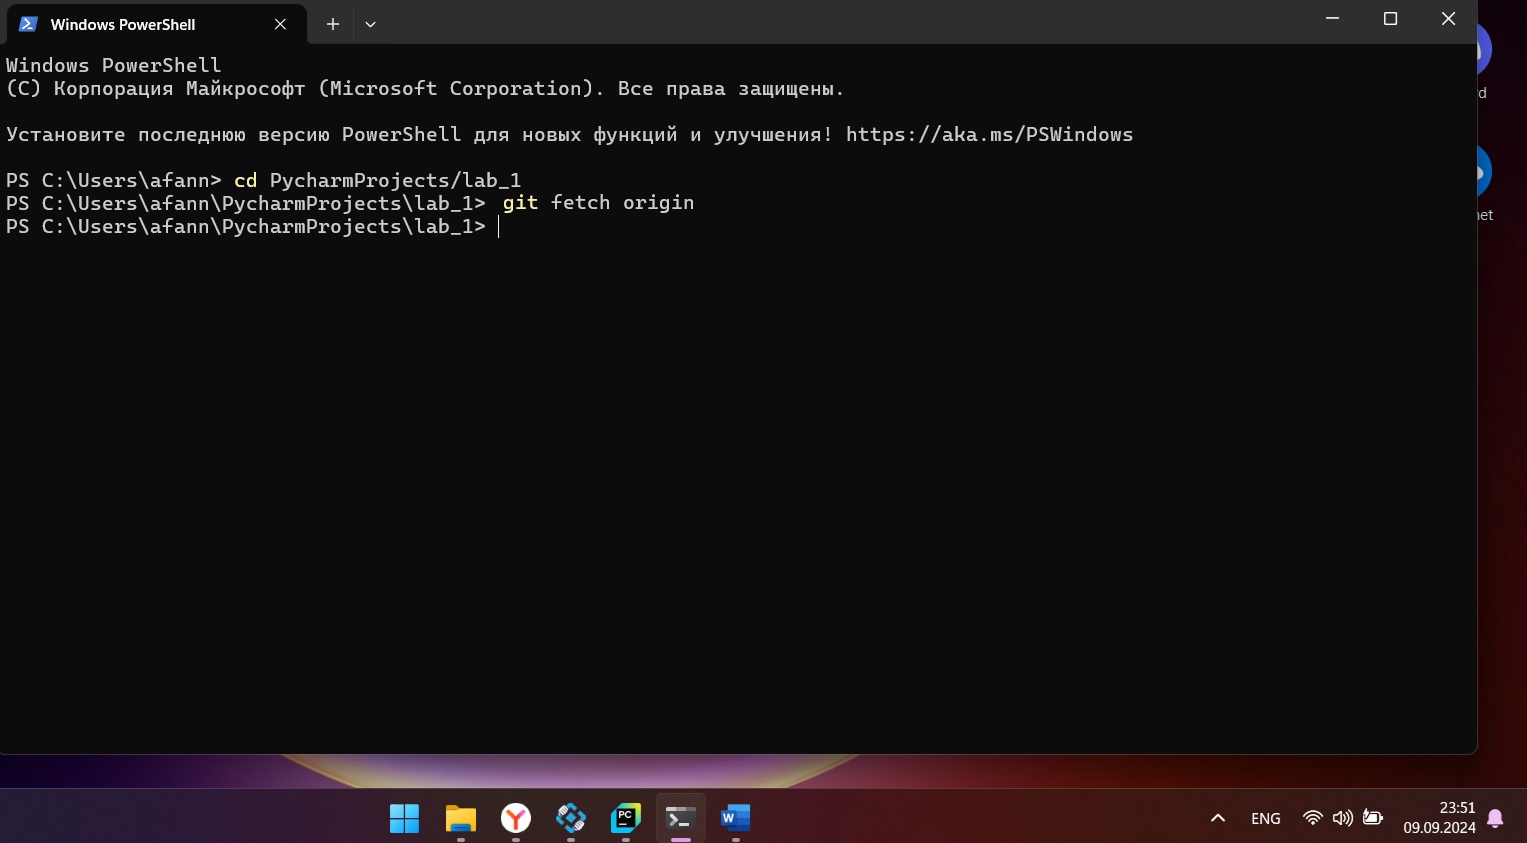 Windows PowerShell
Windows PowerShell
(C) Корпорация Майкрософт (Microsoft Corporation). Все права защищены.
Установите последнюю версию PowerShell для новых функций и улучшения! https://aka.ms/PSWindows
PS C:\Users\afann> cd PycharmProjects/lab_1
PS C:\Users\afann\PycharmProjects\lab_1> git fetch origin
PS C:\Users\afann\PycharmProjects\lab_1>
d
net
PC
W
ENG
23:51
09.09.2024